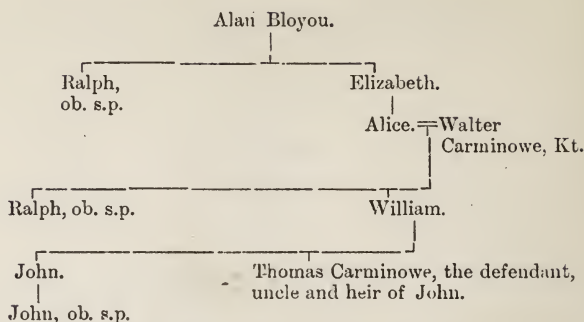 Alan Bloyou.
Ralph, Elizabeth.
ob. s.p.
Alice.=Walter
Carminowe, Kt.
Ralph, ob. s.p. William.
John. Thomas Carminowe, the defendant,
uncle and heir of John.
John, ob. s.p.